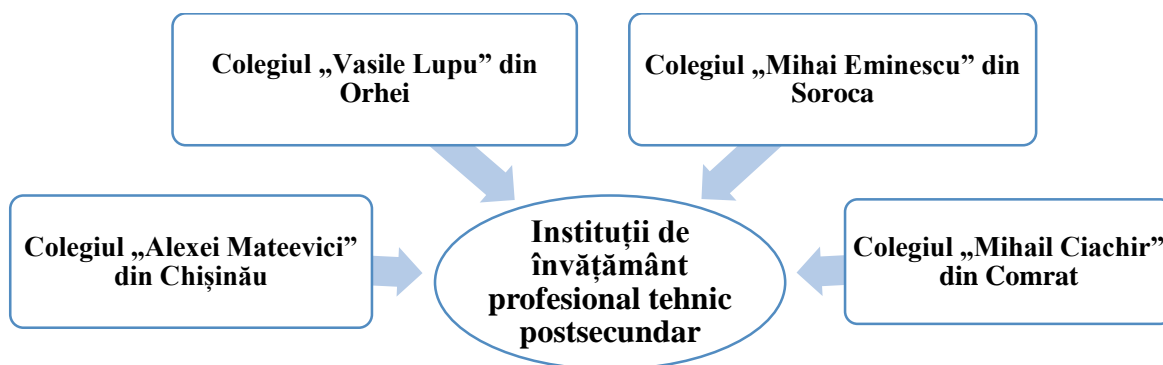 Colegiul „Vasile Lupu” din
Orhei
Colegiul „Mihai Eminescu” din
Soroca
Colegiul „Alexei Mateevici”
din Chișinău
Instituții de
învățământ
profesional tehnic
postsecundar
Colegiul „Mihail Ciachir”
din Comrat